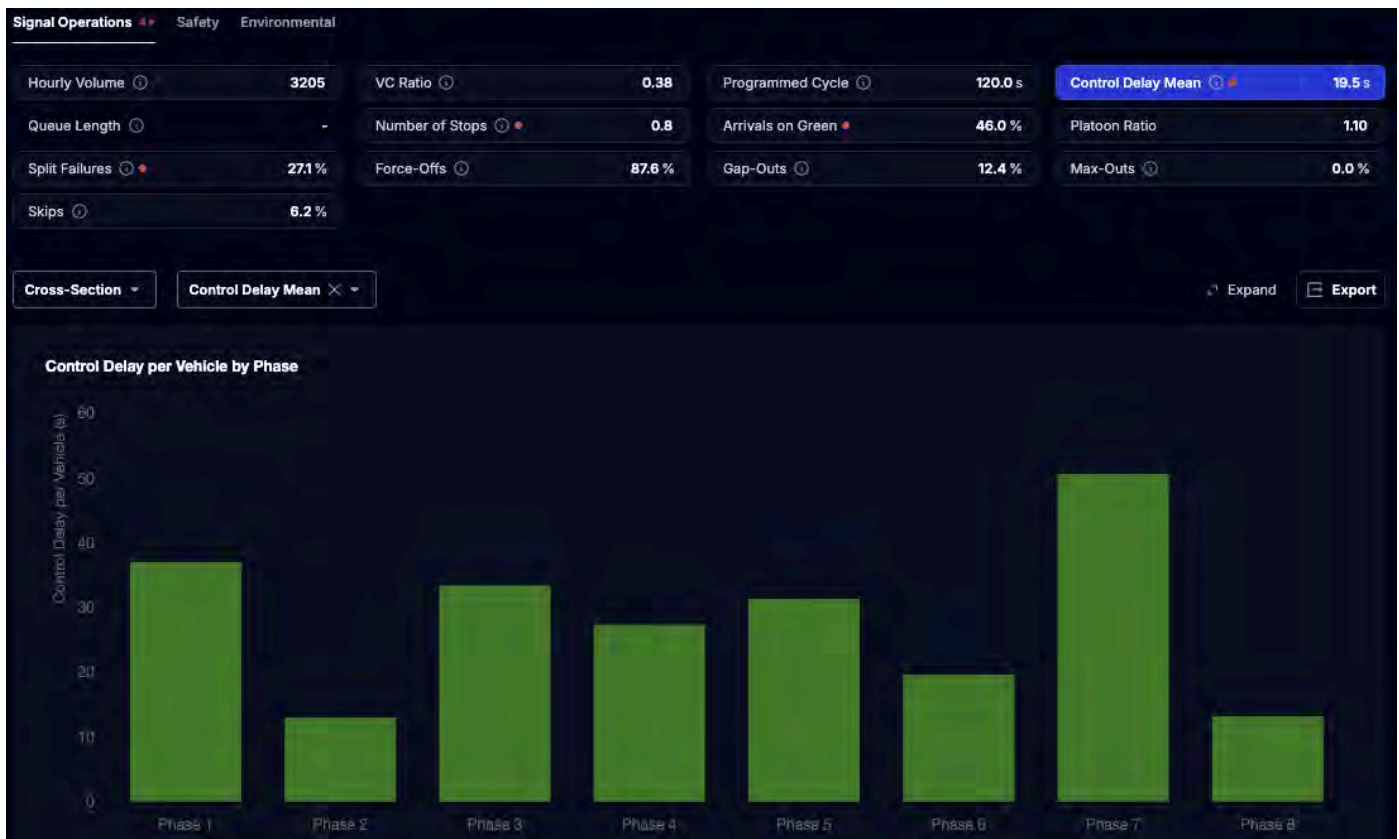 Signal Operations 4 Safety Environmental
Hourly Volume 3205 VC Ratio 0.38 Programmed Cycle 120.0 s Control Delay Mean 19.5 s
Queue Length - Number of Stops 0.8 Arrivals on Green 46.0 % Platoon Ratio 1.10
Split Failures 27.1 % Force-Offs 87.6 % Gap-Outs 12.4 % Max-Outs 0.0 %
Skips 6.2 %
Cross-Section Control Delay Mean Expand Export
Control Delay per Vehicle by Phase
Control Delay per Vehicle (s)
60
50
40
30
20
10
0
Phase 1 Phase 2 Phase 3 Phase 4 Phase 5 Phase 6 Phase 7 Phase 8